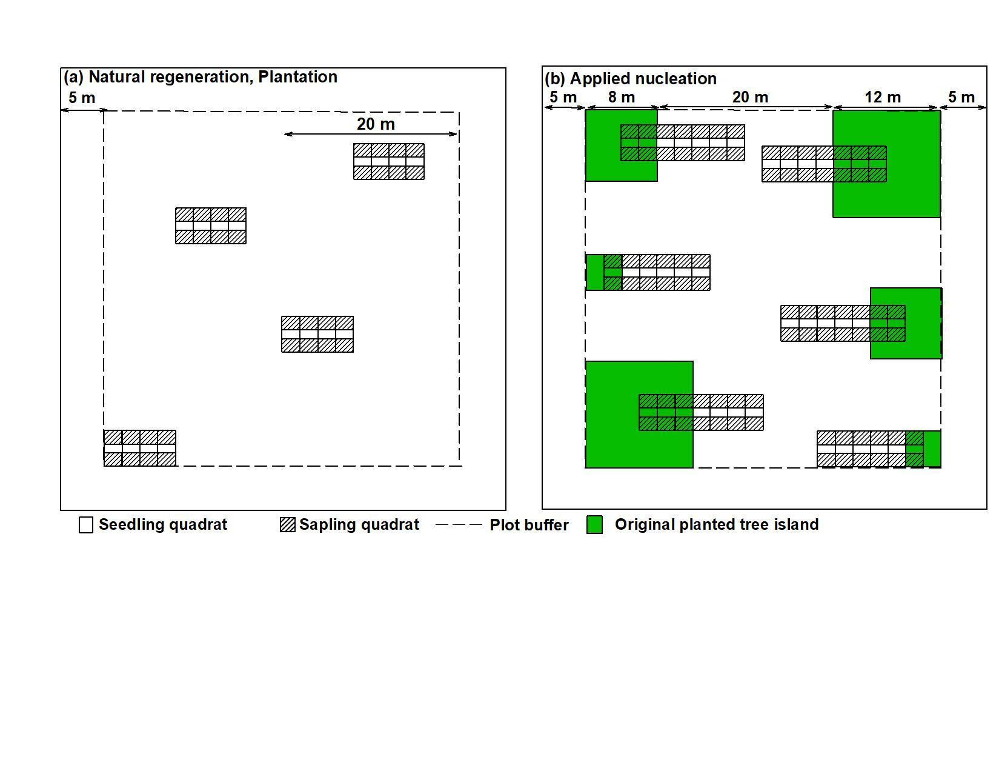 (a) Natural regeneration, Plantation
5 m
20 m
(b) Applied nucleation
5 m 8 m 20 m 12 m 5 m
Seedling quadrat Sapling quadrat Plot buffer Original planted tree island